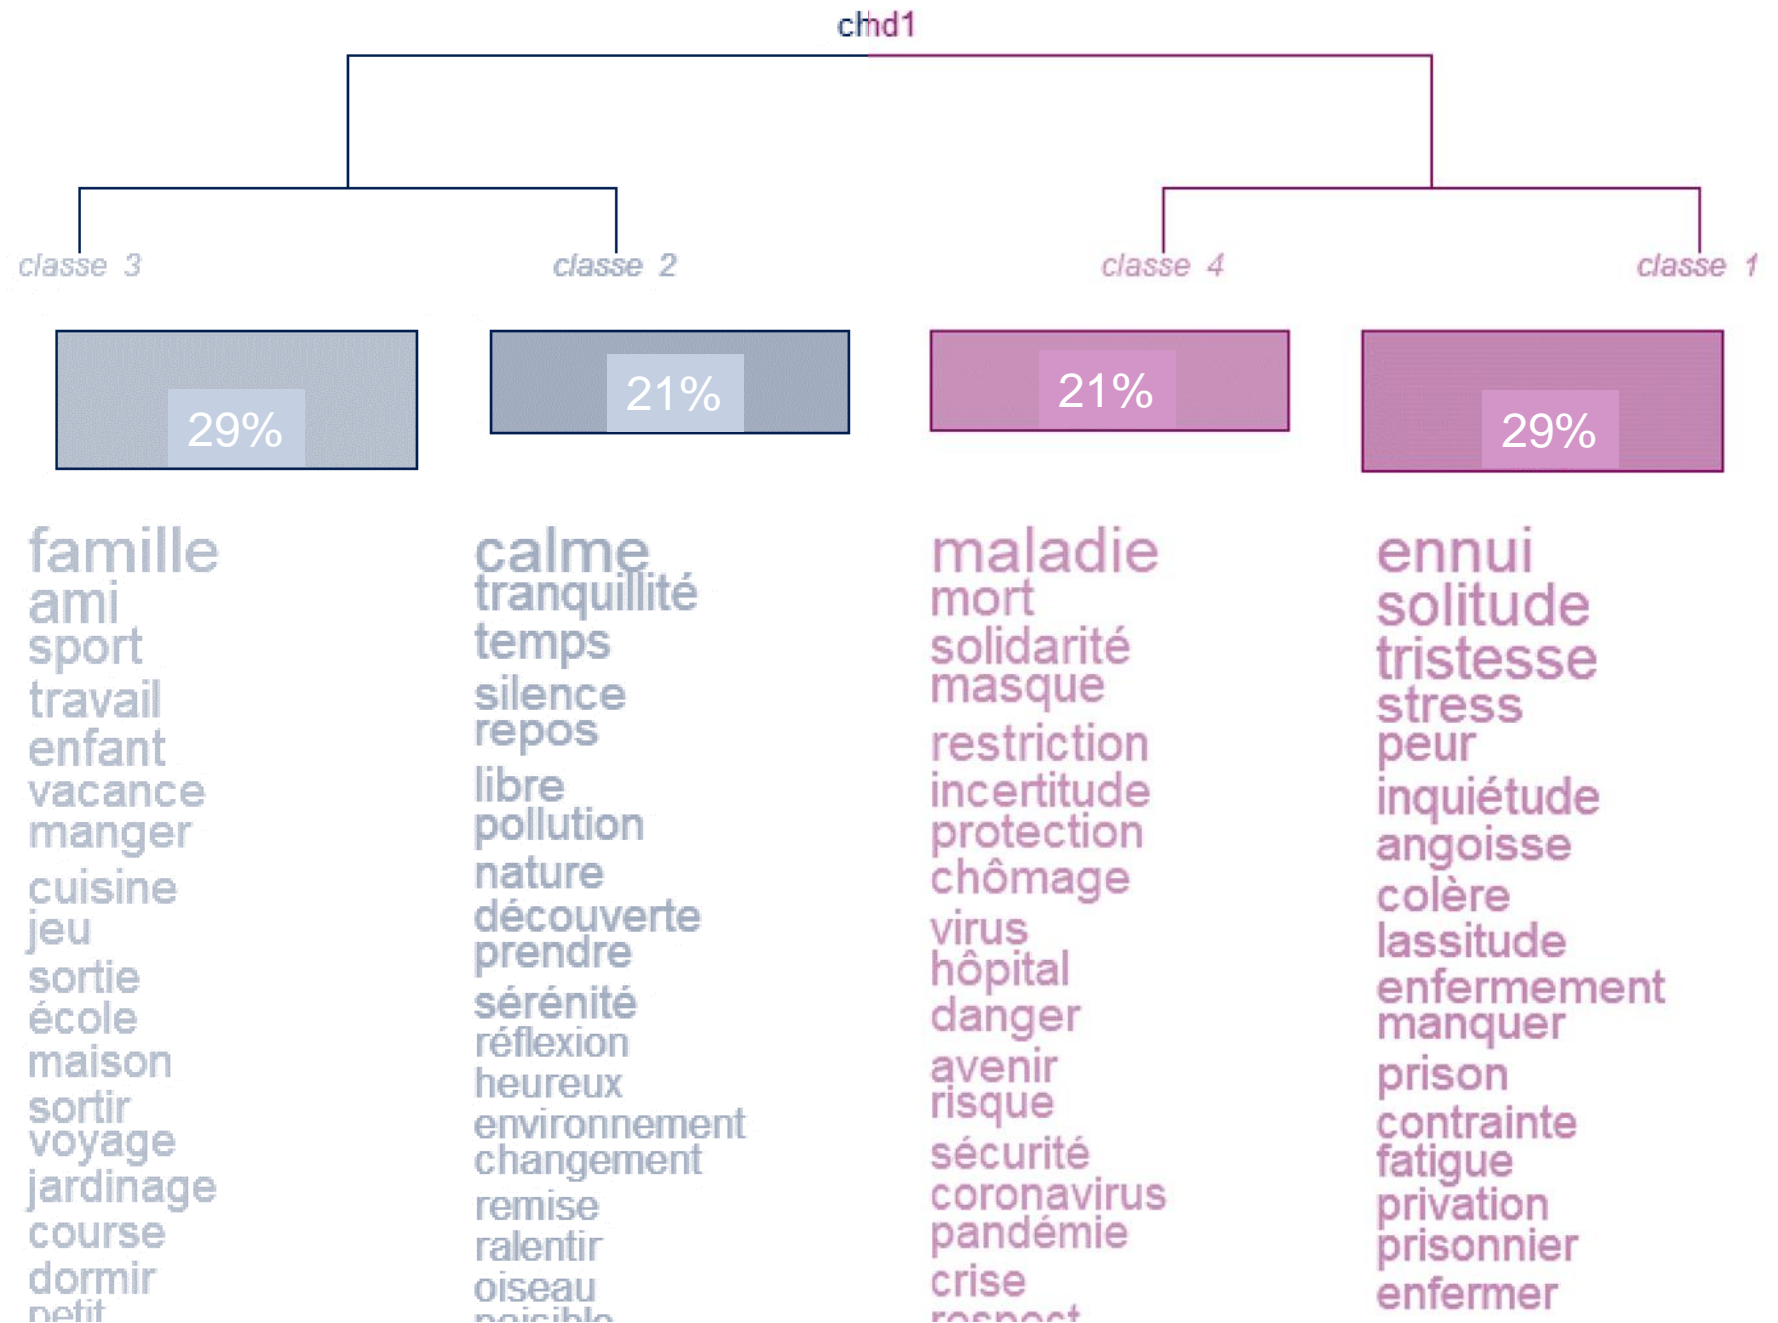 chd1
classe 3
classe 2
classe 4
classe 1
29%
21%
21%
29%
famille
ami
sport
travail
enfant
vacance
manger
cuisine
jeu
sortie
école
maison
sortir
voyage
jardinage
course
dormir
petit
calme
tranquillité
temps
silence
repos
libre
pollution
nature
découverte
prendre
sérénité
réflexion
heureux
environnement
changement
remise
ralentir
oiseau
paisible
maladie
mort
solidarité
masque
restriction
incertitude
protection
chômage
virus
hôpital
danger
avenir
risque
sécurité
coronavirus
pandémie
crise
respect
ennui
solitude
tristesse
stress
peur
inquiétude
angoisse
colère
lassitude
enfermement
manquer
prison
contrainte
fatigue
privation
prisonnier
enfermer